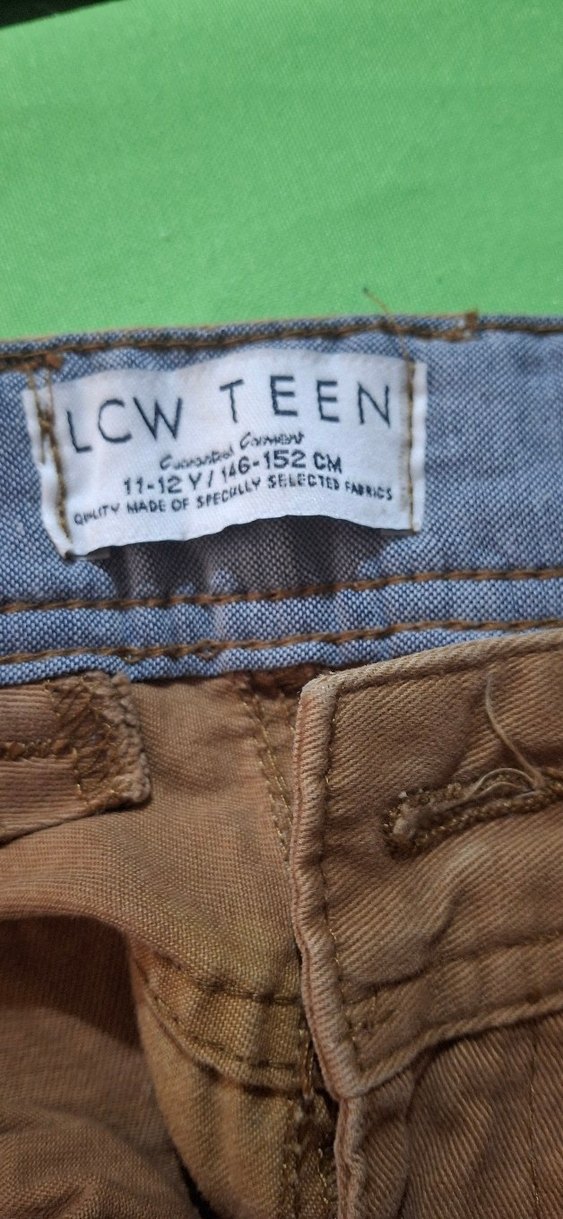 LCW TEEN
Guaranteed Garment
11-12 Y / 146-152 CM
QUALITY MADE OF SPECIALLY SELECTED FABRICS